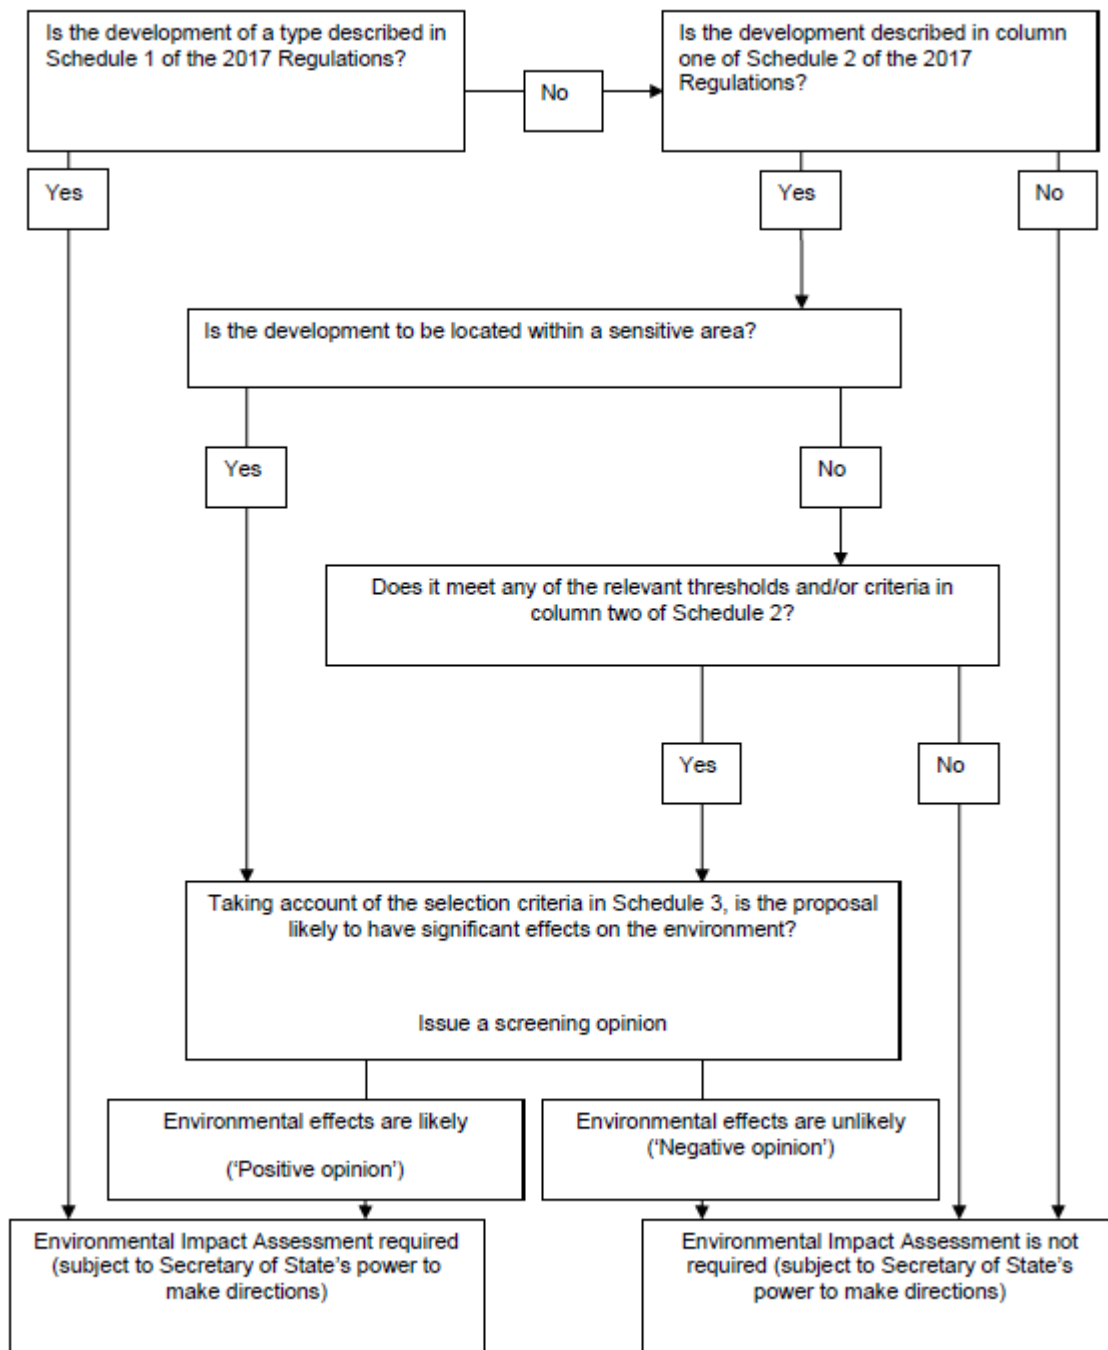 Is the development of a type described in
Schedule 1 of the 2017 Regulations?
No
Is the development described in column
one of Schedule 2 of the 2017
Regulations?
Yes
Yes
No
Is the development to be located within a sensitive area?
Yes
No
Does it meet any of the relevant thresholds and/or criteria in
column two of Schedule 2?
Yes
No
Taking account of the selection criteria in Schedule 3, is the proposal
likely to have significant effects on the environment?
Issue a screening opinion
Environmental effects are likely
(‘Positive opinion’)
Environmental effects are unlikely
(‘Negative opinion’)
Environmental Impact Assessment required
(subject to Secretary of State’s power to
make directions)
Environmental Impact Assessment is not
required (subject to Secretary of State’s
power to make directions)